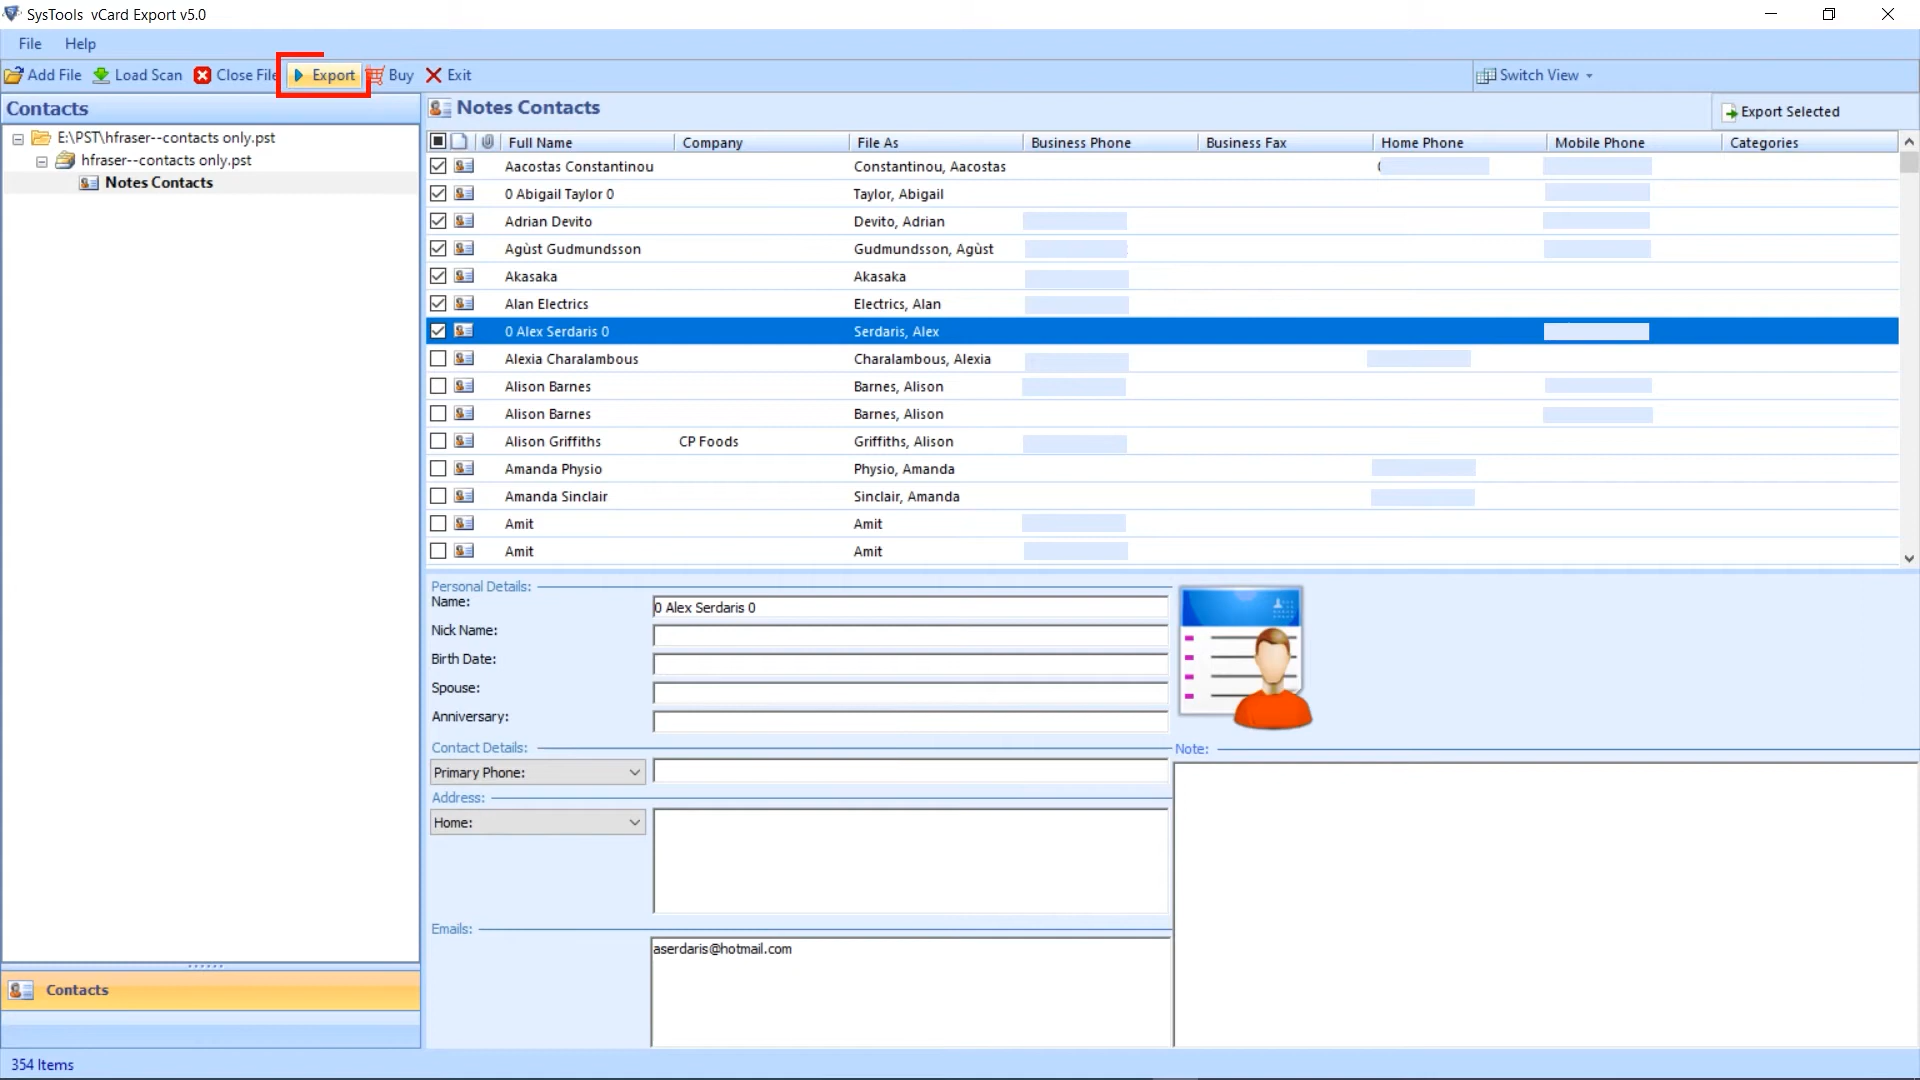 SysTools vCard Export v5.0
File Help
Add File Load Scan Close File Export Buy Exit Switch View
Contacts
Notes Contacts
Export Selected
E:\PST\hfraser--contacts only.pst
hfraser--contacts only.pst
Notes Contacts
Full Name Company File As Business Phone Business Fax Home Phone Mobile Phone Categories
Aacostas Constantinou Constantinou, Aacostas
0 Abigail Taylor 0 Taylor, Abigail
Adrian Devito Devito, Adrian
Agùst Gudmundsson Gudmundsson, Agùst
Akasaka Akasaka
Alan Electrics Electrics, Alan
0 Alex Serdaris 0 Serdaris, Alex
Alexia Charalambous Charalambous, Alexia
Alison Barnes Barnes, Alison
Alison Barnes Barnes, Alison
Alison Griffiths CP Foods Griffiths, Alison
Amanda Physio Physio, Amanda
Amanda Sinclair Sinclair, Amanda
Amit Amit
Amit Amit
Personal Details:
Name: 0 Alex Serdaris 0
Nick Name:
Birth Date:
Spouse:
Anniversary:
Contact Details:
Note:
Primary Phone:
Address:
Home:
Emails:
aserdaris@hotmail.com
Contacts
354 Items